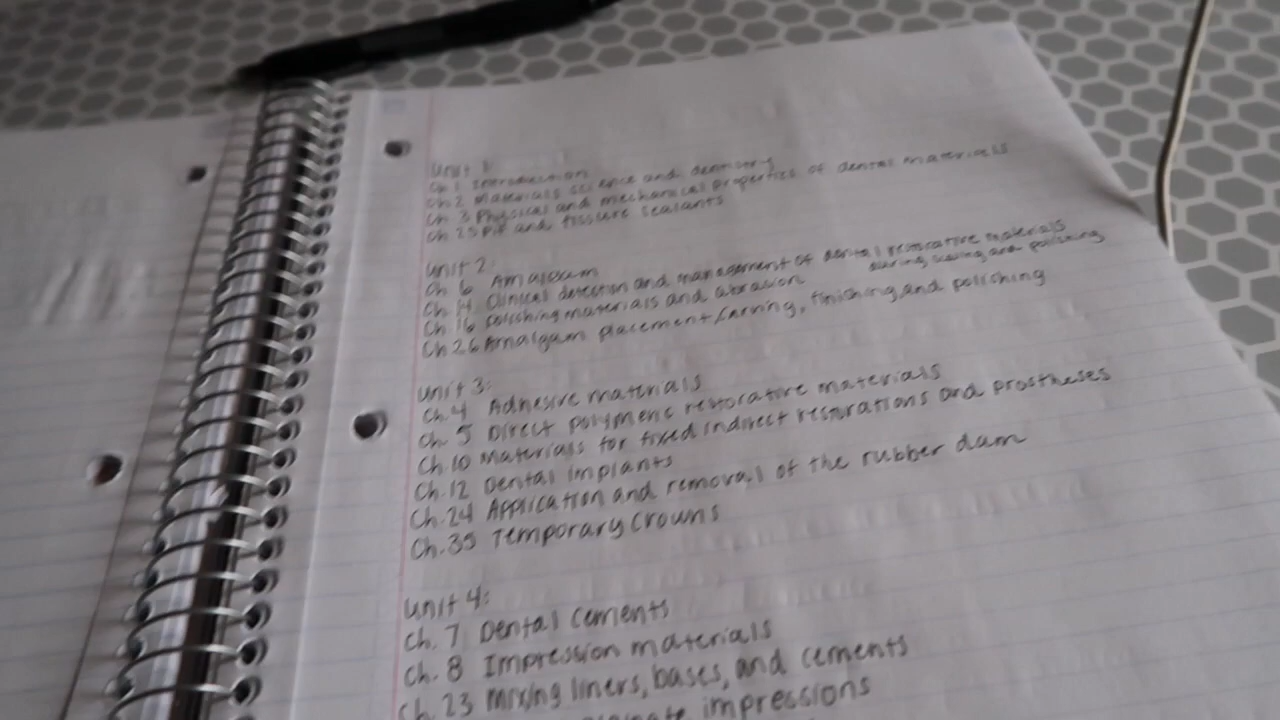 Unit 1
Ch 1 Introduction
Ch 2 Materials science and dentistry
Ch 3 Physical and mechanical properties of dental materials
Ch 25 Pit and fissure sealants
Unit 2:
Ch 6 Amalgam
Ch 14 Clinical detection and management of dental restorative materials
during scaling and polishing
Ch 16 Polishing materials and abrasion
Ch 26 Amalgam placement, carving, finishing, and polishing
Unit 3:
Ch. 4 Adhesive materials
Ch. 5 Direct polymeric restorative materials
Ch. 10 Materials for fixed indirect restorations and prostheses
Ch. 12 Dental implants
Ch. 24 Application and removal of the rubber dam
Ch. 35 Temporary crowns
Unit 4:
Ch. 7 Dental cements
Ch. 8 Impression materials
Ch. 23 Mixing liners, bases, and cements
impressions